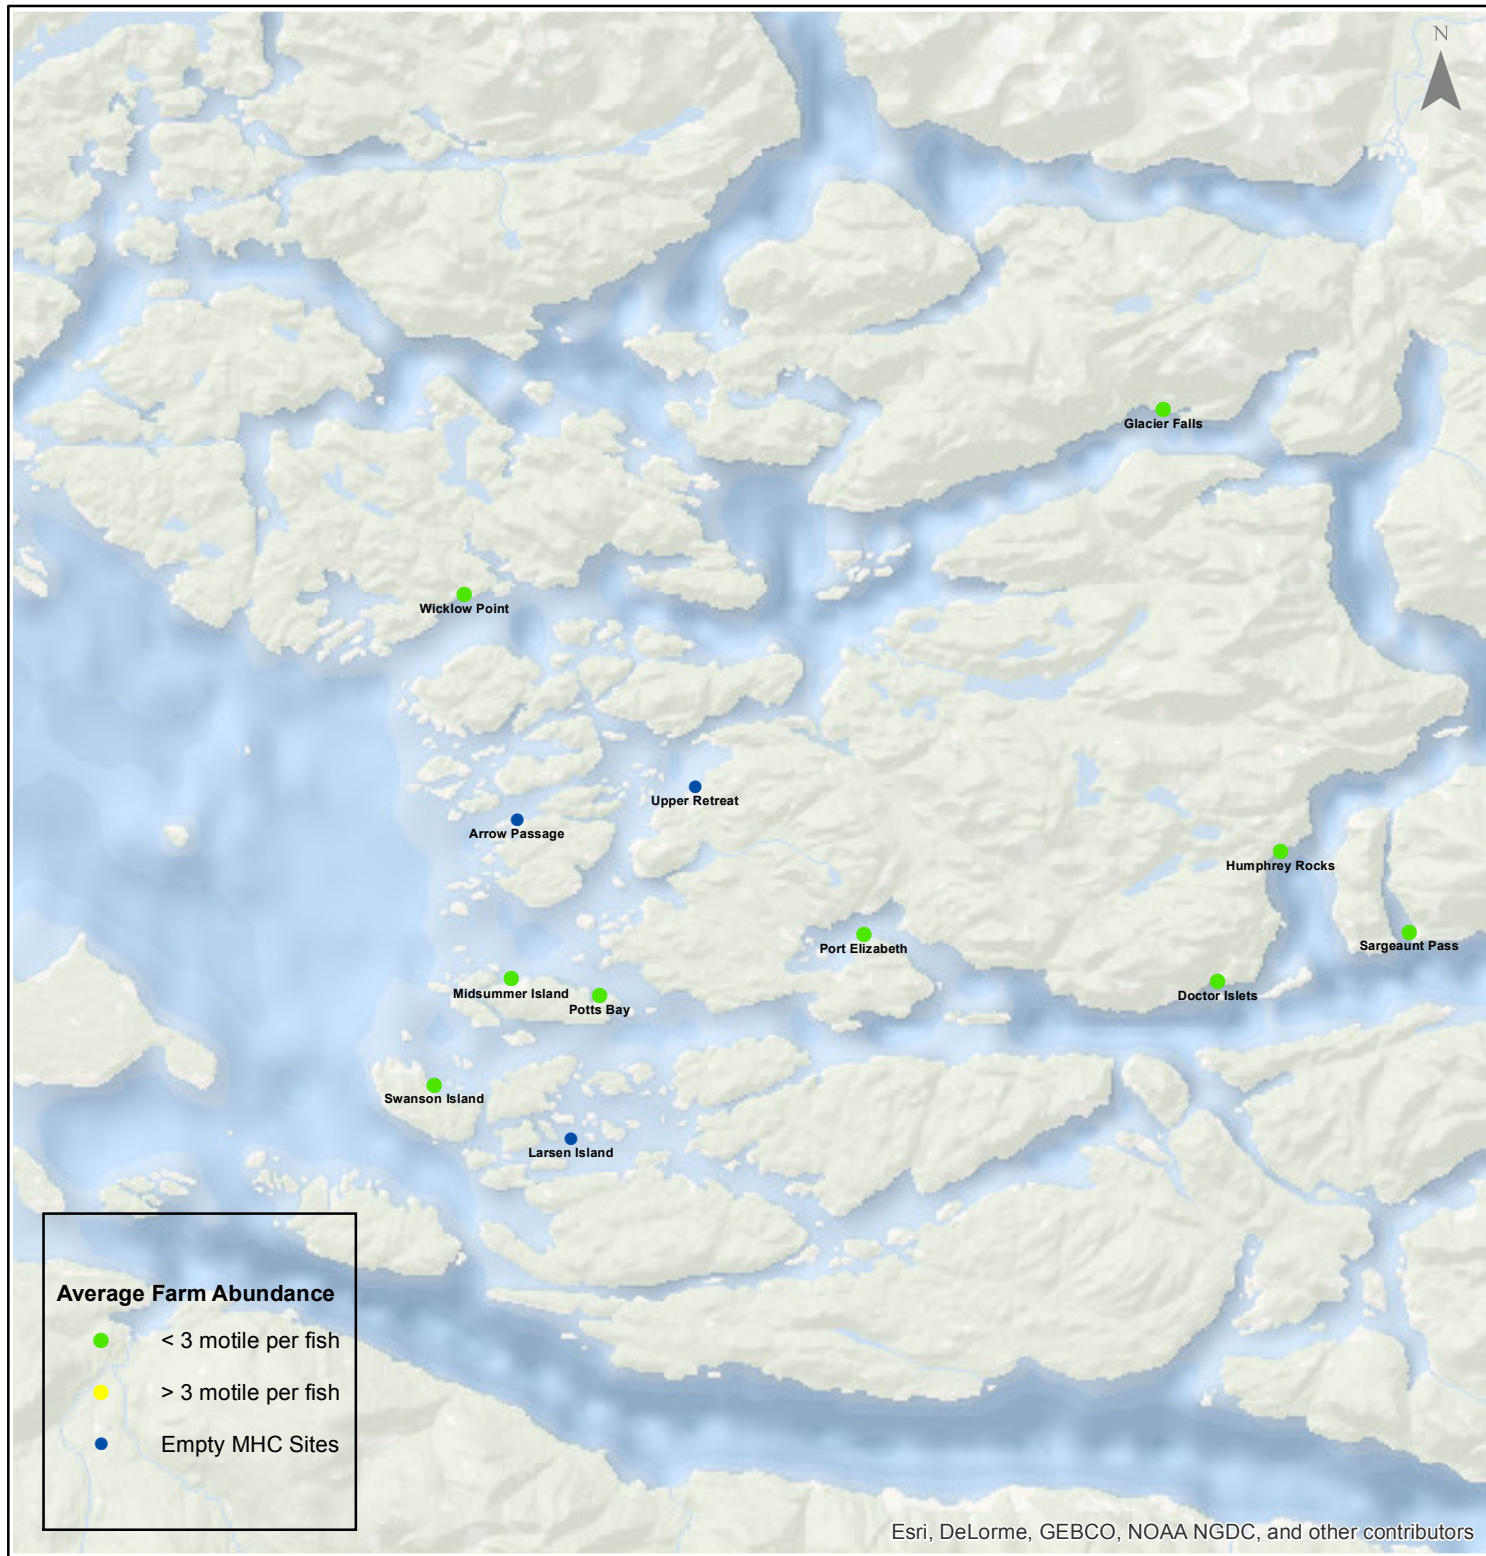 N
Glacier Falls
Wicklow Point
Upper Retreat
Arrow Passage
Humphrey Rocks
Port Elizabeth
Sargeaunt Pass
Midsummer Island
Doctor Islets
Potts Bay
Swanson Island
Larsen Island
Average Farm Abundance
< 3 motile per fish
> 3 motile per fish
Empty MHC Sites
Esri, DeLorme, GEBCO, NOAA NGDC, and other contributors